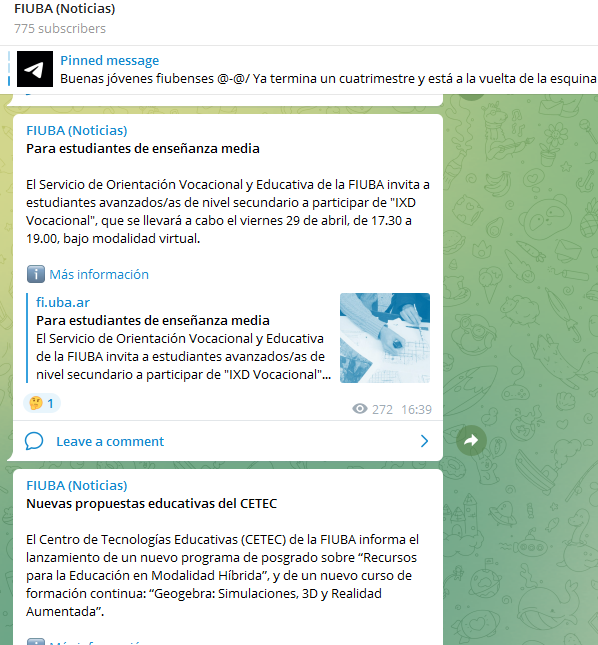 FIUBA (Noticias)
775 subscribers
Pinned message
Buenas jóvenes fiubenses @-@/ Ya termina un cuatrimestre y está a la vuelta de la esquina
FIUBA (Noticias)
Para estudiantes de enseñanza media
El Servicio de Orientación Vocacional y Educativa de la FIUBA invita a
estudiantes avanzados/as de nivel secundario a participar de "IXD
Vocacional", que se llevará a cabo el viernes 29 de abril, de 17.30 a
19.00, bajo modalidad virtual.
ℹ️ Más información
fi.uba.ar
Para estudiantes de enseñanza media
El Servicio de Orientación Vocacional y Educativa
de la FIUBA invita a estudiantes avanzados/as de
nivel secundario a participar de "IXD Vocacional"...
🤔 1
272 16:39
Leave a comment
FIUBA (Noticias)
Nuevas propuestas educativas del CETEC
El Centro de Tecnologías Educativas (CETEC) de la FIUBA informa el
lanzamiento de un nuevo programa de posgrado sobre “Recursos
para la Educación en Modalidad Híbrida”, y de un nuevo curso de
formación continua: “Geogebra: Simulaciones, 3D y Realidad
Aumentada”.
ℹ️ Más información